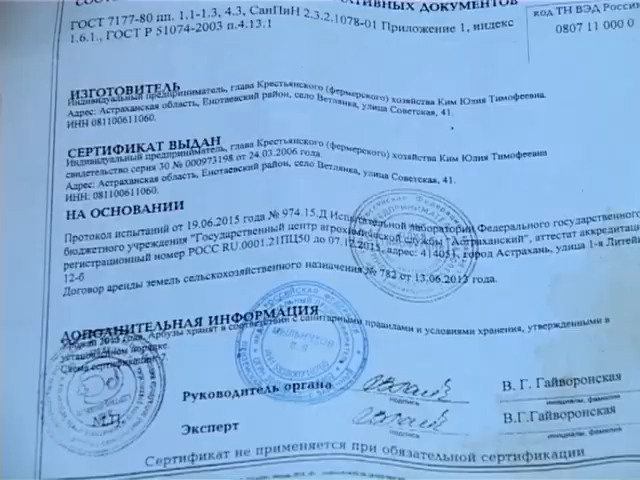 НОРМАТИВНЫХ ДОКУМЕНТОВ
ГОСТ 7177-80 пп. 1.1-1.3, 4.3, СанПиН 2.3.2.1078-01 Приложение 1, индекс
1.6.1., ГОСТ Р 51074-2003 п.4.13.1
код ТН ВЭД России
0807 11 000 0
ИЗГОТОВИТЕЛЬ
Индивидуальный предприниматель, глава Крестьянского (фермерского) хозяйства Ким Юлия Тимофеевна
Адрес: Астраханская область, Енотаевский район, село Ветлянка, улица Советская, 41.
ИНН 081100611060.
СЕРТИФИКАТ ВЫДАН
Индивидуальный предприниматель, глава Крестьянского (фермерского) хозяйства Ким Юлия Тимофеевна
свидетельство серия 30 № 000973198 от 24.03.2006 года.
Адрес: Астраханская область, Енотаевский район, село Ветлянка, улица Советская, 41.
ИНН: 081100611060.
НА ОСНОВАНИИ
Протокол испытаний от 19.06.2015 года № 974.15.Д Испытательной лаборатории Федерального государственного
бюджетного учреждения "Государственный центр агрохимической службы "Астраханский", аттестат аккредитации
регистрационный номер РОСС RU.0001.21ПЦ50 до 07.12.2015, адрес: 414051, город Астрахань, улица 1-я Литейная
12-б
Договор аренды земель сельскохозяйственного назначения № 782 от 13.06.2013 года.
ДОПОЛНИТЕЛЬНАЯ ИНФОРМАЦИЯ
2015 года. Арбузы хранят в соответствии с санитарными правилами и условиями хранения, утвержденными в
установленном порядке.
Схема сертификации
М.П.
Руководитель органа
подпись
В. Г. Гайворонская
инициалы, фамилия
Эксперт
подпись
В.Г.Гайворонская
инициалы, фамилия
Сертификат не применяется при обязательной сертификации